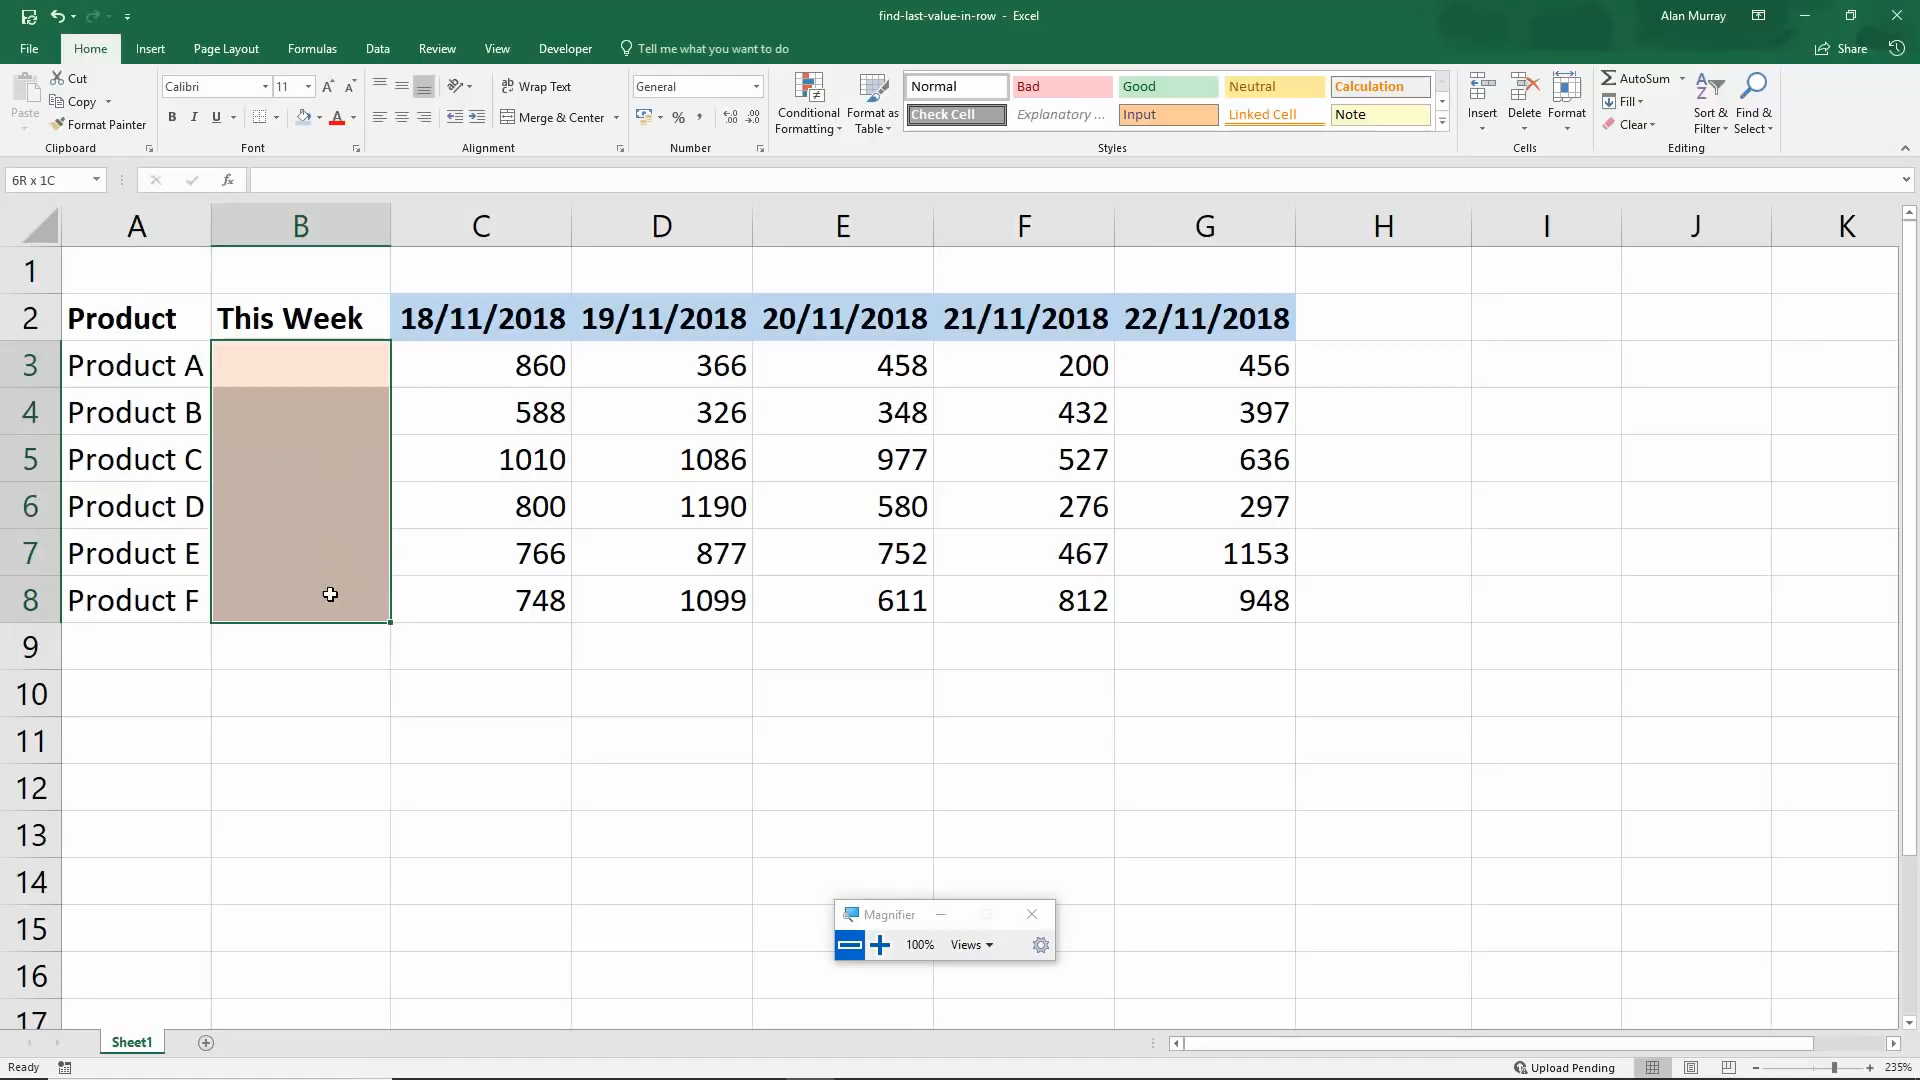 find-last-value-in-row - Excel
Alan Murray
File Home Insert Page Layout Formulas Data Review View Developer Tell me what you want to do Share
Paste
Cut
Copy
Format Painter
Clipboard
Calibri 11 A A
B I U A
Font
Wrap Text
Merge & Center
Alignment
General
% , .0 .00
Number
Conditional Formatting
Format as Table
Normal Bad Good Neutral Calculation
Check Cell Explanatory ... Input Linked Cell Note
Styles
Insert Delete Format
Cells
AutoSum
Fill
Clear
Sort & Filter
Find & Select
Editing
6R x 1C fx
A B C D E F G H I J K
1
2 Product This Week 18/11/2018 19/11/2018 20/11/2018 21/11/2018 22/11/2018
3 Product A 860 366 458 200 456
4 Product B 588 326 348 432 397
5 Product C 1010 1086 977 527 636
6 Product D 800 1190 580 276 297
7 Product E 766 877 752 467 1153
8 Product F 748 1099 611 812 948
9
10
11
12
13
14
15
16
17
Magnifier
100% Views
Sheet1
Ready Upload Pending 235%